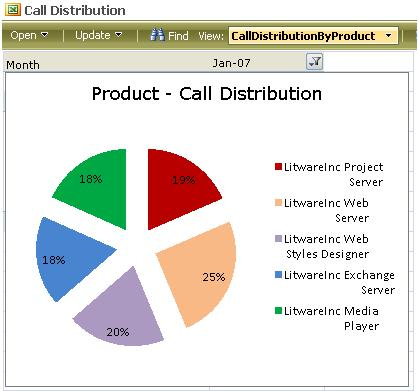 Call Distribution
Open Update Find View: CallDistributionByProduct
Month Jan-07
Product - Call Distribution
18%
19%
18%
25%
20%
LitwareInc Project
Server
LitwareInc Web
Server
LitwareInc Web
Styles Designer
LitwareInc Exchange
Server
LitwareInc Media
Player